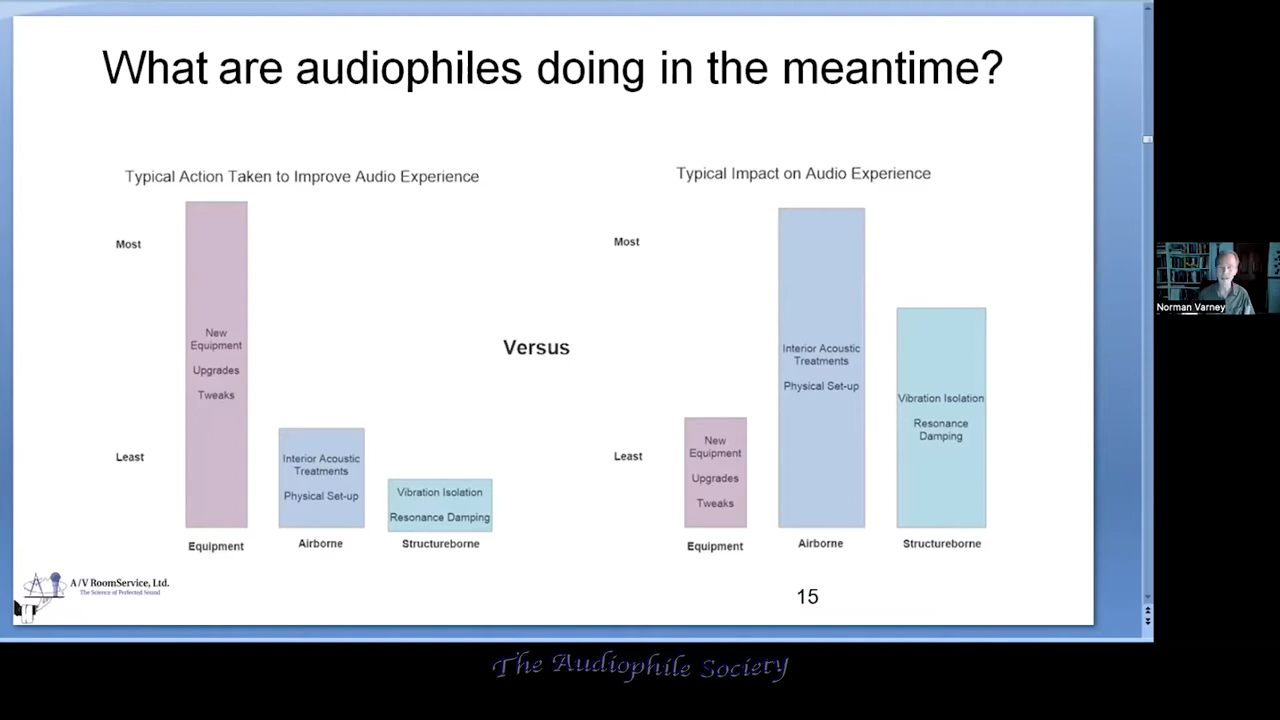 What are audiophiles doing in the meantime?
Typical Action Taken to Improve Audio Experience
Most
Least
New
Equipment
Upgrades
Tweaks
Interior Acoustic
Treatments
Physical Set-up
Vibration Isolation
Resonance Damping
Equipment
Airborne
Structureborne
Versus
Typical Impact on Audio Experience
Most
Least
New
Equipment
Upgrades
Tweaks
Interior Acoustic
Treatments
Physical Set-up
Vibration Isolation
Resonance
Damping
Equipment
Airborne
Structureborne
A/V RoomService, Ltd.
The Science of Perfected Sound
15
Norman Varney
The Audiophile Society